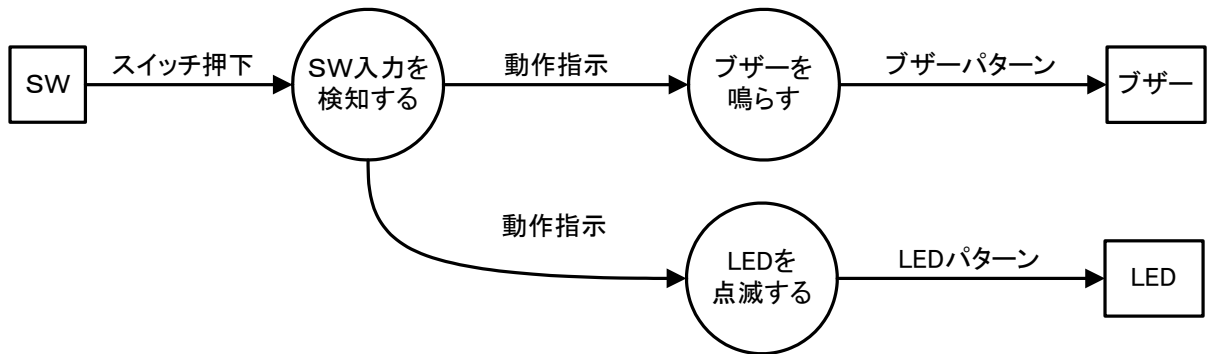 SW
スイッチ押下
SW入力を
検知する
動作指示
ブザーを
鳴らす
ブザーパターン
ブザー
動作指示
LEDを
点滅する
LEDパターン
LED